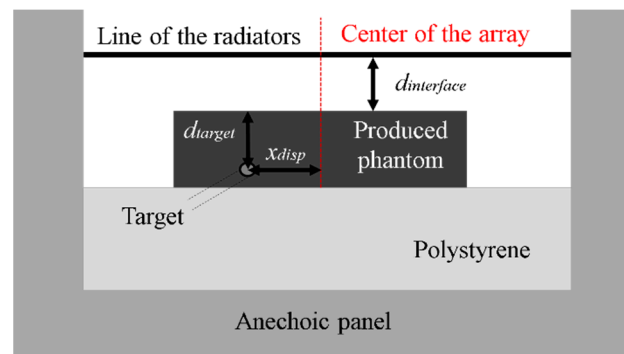 Line of the radiators
Center of the array
dinterface
dtarget
xdisp
Produced
phantom
Target
Polystyrene
Anechoic panel